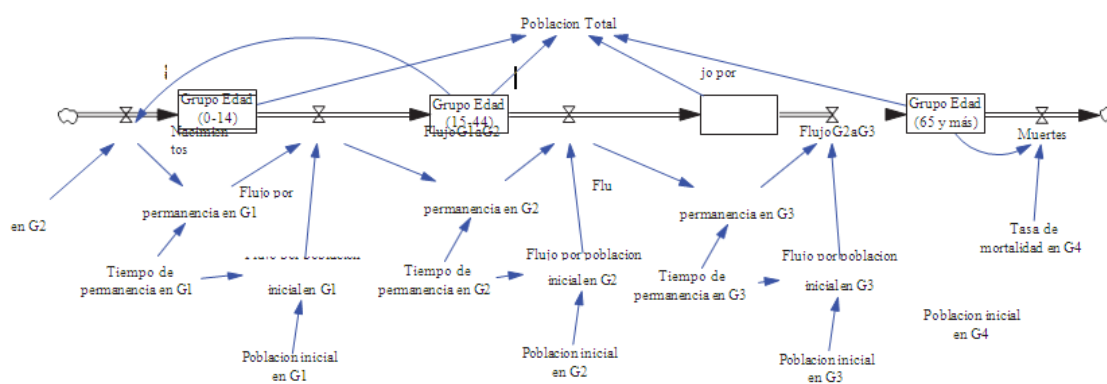 Poblacion Total
jo por
Grupo Edad
(0-14)
Grupo Edad
(15-44)
Grupo Edad
(65 y más)
Nacimien
tos
FlujoG1aG2
FlujoG2aG3
Muertes
Flujo por
permanencia en G1
Flu
permanencia en G2
permanencia en G3
en G2
Tasa de
mortalidad en G4
Tiempo de
permanencia en G1
Flujo por poblacion
inicial en G1
Tiempo de
permanencia en G2
Flujo por poblacion
inicial en G2
Tiempo de
permanencia en G3
Flujo por poblacion
inicial en G3
Poblacion inicial
en G4
Poblacion inicial
en G1
Poblacion inicial
en G2
Poblacion inicial
en G3